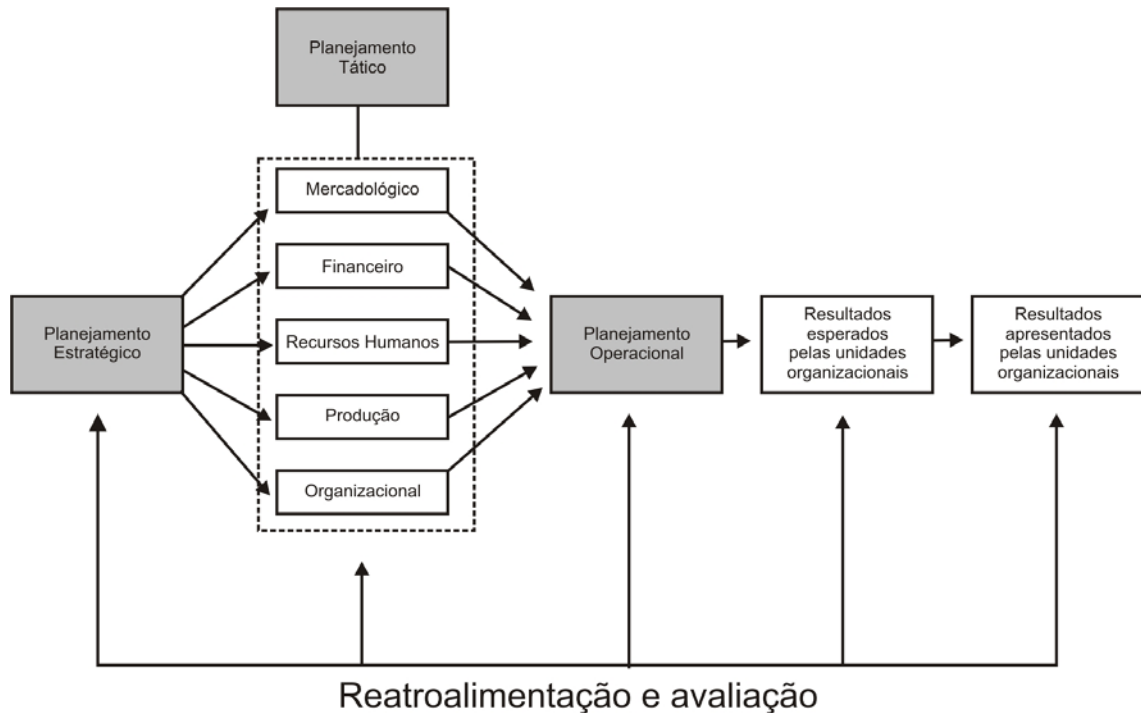 Planejamento
Tático
Mercadológico
Financeiro
Recursos Humanos
Produção
Organizacional
Planejamento
Estratégico
Planejamento
Operacional
Resultados
esperados
pelas unidades
organizacionais
Resultados
apresentados
pelas unidades
organizacionais
Reatroalimentação e avaliação